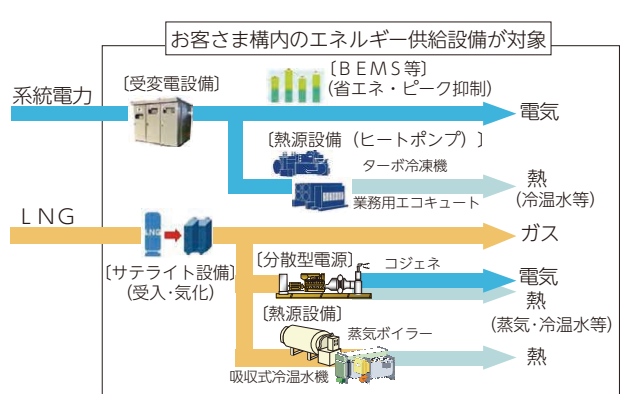 お客さま構内のエネルギー供給設備が対象
〔BEMS等〕
(省エネ・ピーク抑制)
〔受変電設備〕
系統電力
電気
〔熱源設備（ヒートポンプ）〕
ターボ冷凍機
業務用エコキュート
熱
(冷温水等)
LNG
LNG
ガス
〔サテライト設備〕
(受入・気化)
〔分散型電源〕
コジェネ
電気
熱
(蒸気・冷温水等)
〔熱源設備〕
蒸気ボイラー
吸収式冷温水機
熱